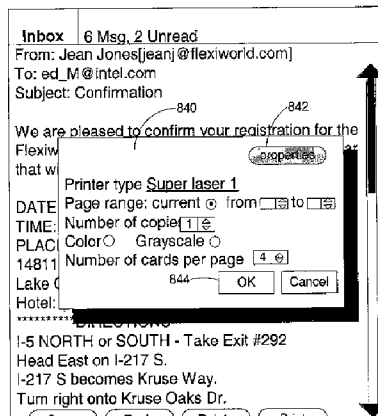 Inbox 6 Msg, 2 Unread
From: Jean Jones[jeanj@flexiworld.com]
To: ed_M@intel.com
Subject: Confirmation
840 842
We are pleased to confirm your registration for the
Flexiw
properties
that w
Printer type Super laser 1
DATE Page range: current from to
TIME: Number of copie 1
PLAC Color Grayscale
14811 Number of cards per page 4
Lake 844 OK Cancel
Hotel:
**********DIRECTIONS
I-5 NORTH or SOUTH - Take Exit #292
Head East on I-217 S.
I-217 S becomes Kruse Way.
Turn right onto Kruse Oaks Dr.